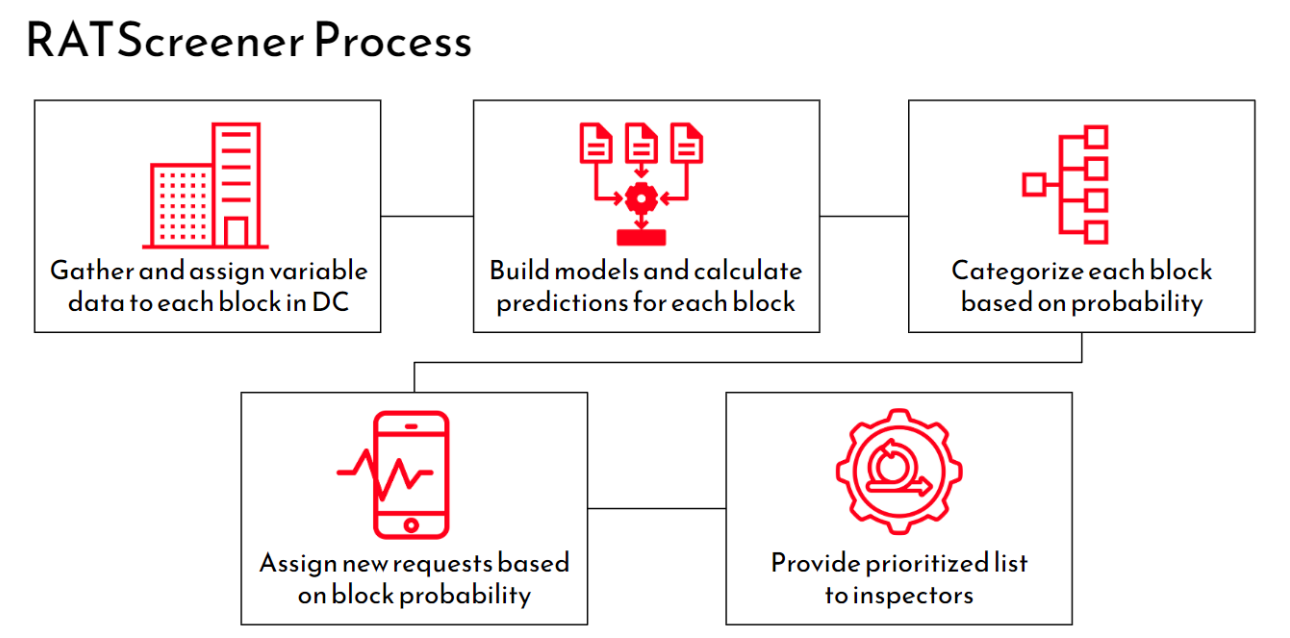 RATScreener Process
Gather and assign variable
data to each block in DC
Build models and calculate
predictions for each block
Categorize each block
based on probability
Assign new requests based
on block probability
Provide prioritized list
to inspectors